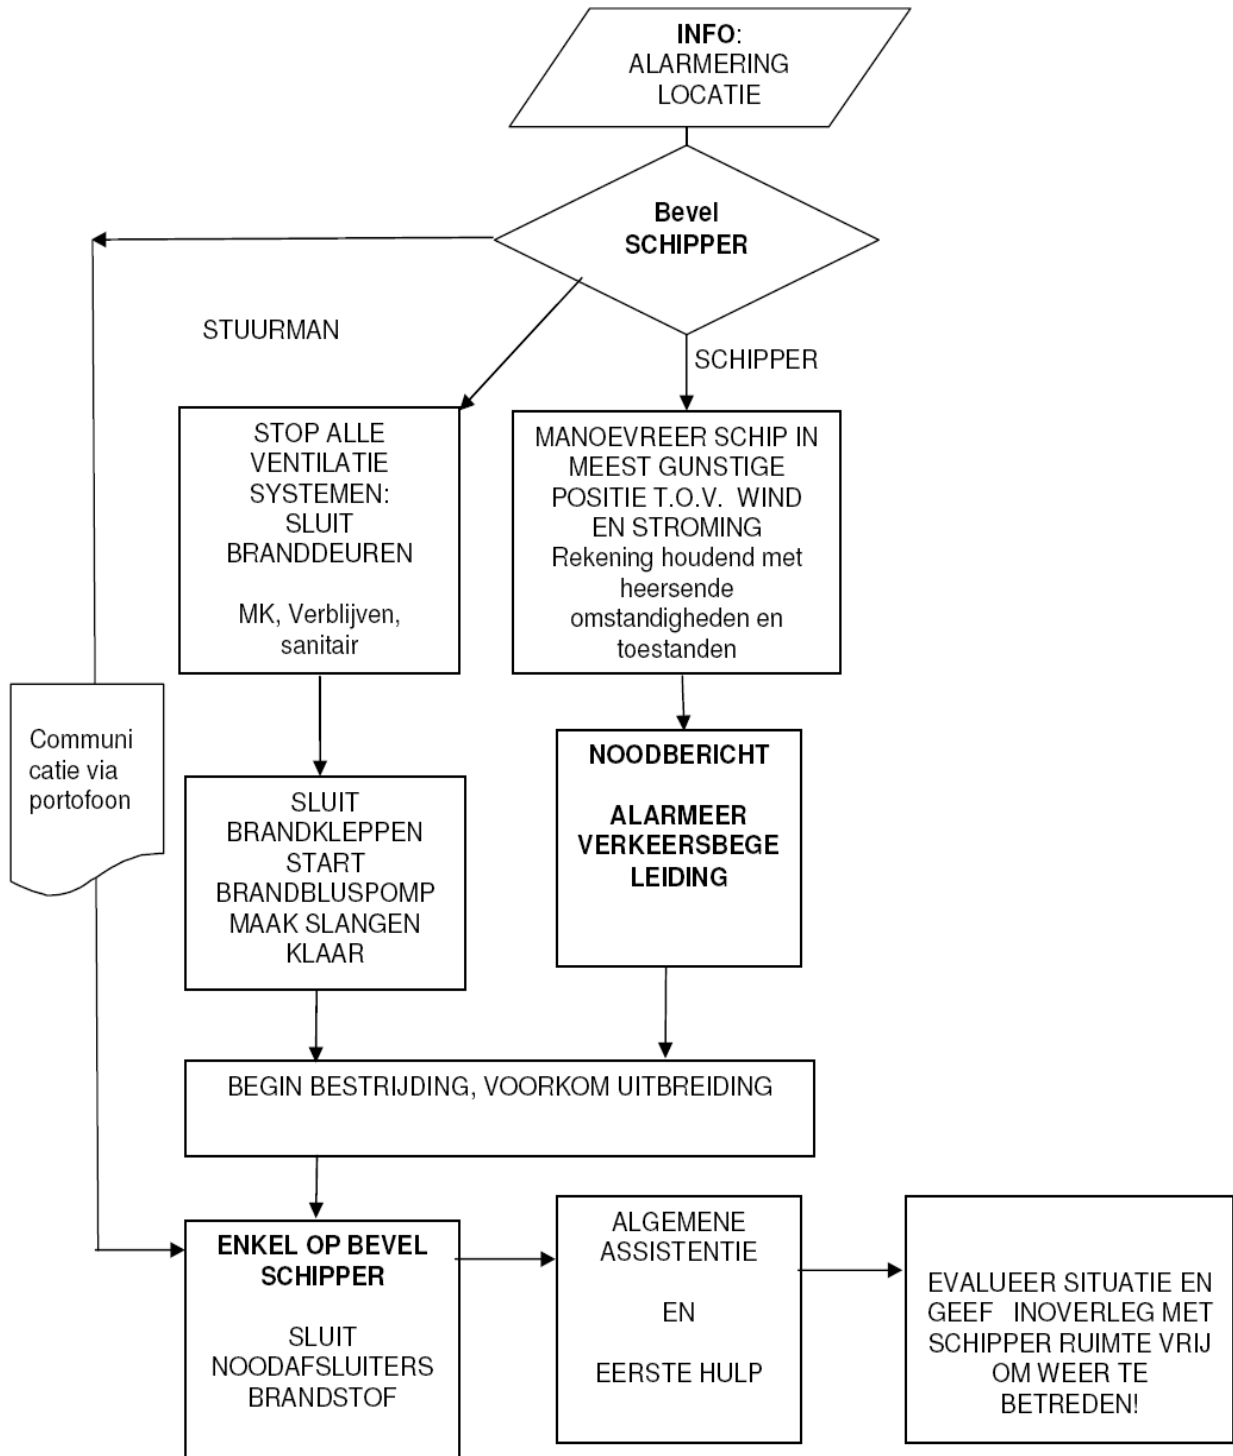 INFO:
ALARMERING
LOCATIE
Bevel
SCHIPPER
STUURMAN
SCHIPPER
STOP ALLE
VENTILATIE
SYSTEMEN:
SLUIT
BRANDDEUREN
MK, Verblijven,
sanitair
MANOEVREER SCHIP IN
MEEST GUNSTIGE
POSITIE T.O.V. WIND
EN STROMING
Rekening houdend met
heersende
omstandigheden en
toestanden
Communi
catie via
portofoon
SLUIT
BRANDKLEPPEN
START
BRANDBLUSPOMP
MAAK SLANGEN
KLAAR
NOODBERICHT
ALARMEER
VERKEERSBEGE
LEIDING
BEGIN BESTRIJDING, VOORKOM UITBREIDING
ENKEL OP BEVEL
SCHIPPER
SLUIT
NOODAFSLUITERS
BRANDSTOF
ALGEMENE
ASSISTENTIE
EN
EERSTE HULP
EVALUEER SITUATIE EN
GEEF INOVERLEG MET
SCHIPPER RUIMTE VRIJ
OM WEER TE
BETREDEN!